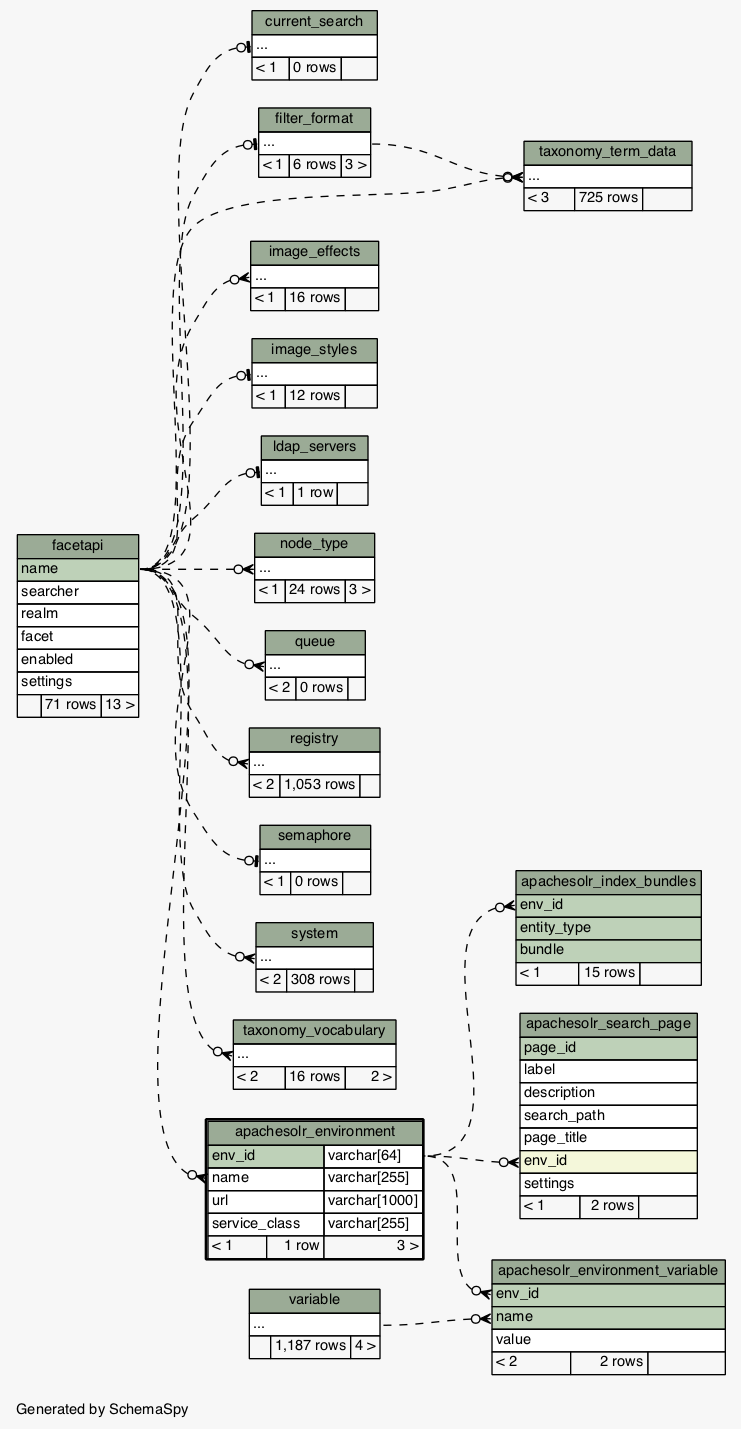 current_search
...
< 1 0 rows
filter_format
...
< 1 6 rows 3 >
taxonomy_term_data
...
< 3 725 rows
image_effects
...
< 1 16 rows
image_styles
...
< 1 12 rows
ldap_servers
...
< 1 1 row
facetapi
name
searcher
realm
facet
enabled
settings
71 rows 13 >
node_type
...
< 1 24 rows 3 >
queue
...
< 2 0 rows
registry
...
< 2 1,053 rows
semaphore
...
< 1 0 rows
system
...
< 2 308 rows
taxonomy_vocabulary
...
< 2 16 rows 2 >
apachesolr_environment
env_id varchar[64]
name varchar[255]
url varchar[1000]
service_class varchar[255]
< 1 1 row 3 >
apachesolr_index_bundles
env_id
entity_type
bundle
< 1 15 rows
apachesolr_search_page
page_id
label
description
search_path
page_title
env_id
settings
< 1 2 rows
variable
...
1,187 rows 4 >
apachesolr_environment_variable
env_id
name
value
< 2 2 rows
Generated by SchemaSpy